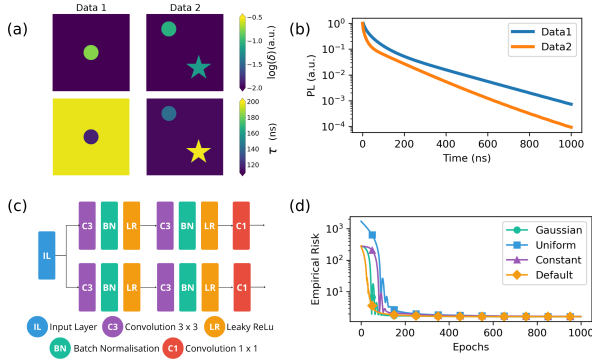 (a)
Data 1
Data 2
−0.5
−1.0
−1.5
−2.0
log(δ)(a.u.)
200
180
160
140
120
τ (ns)
(b)
10⁰
10⁻¹
10⁻²
10⁻³
10⁻⁴
PL (a.u.)
Data1
Data2
0 200 400 600 800 1000
Time (ns)
(c)
C3 BN LR C3 BN LR C1
IL
C3 BN LR C3 BN LR C1
IL Input Layer C3 Convolution 3 x 3 LR Leaky ReLu
BN Batch Normalisation C1 Convolution 1 x 1
(d)
10³
10²
10¹
Empirical Risk
Gaussian
Uniform
Constant
Default
0 200 400 600 800 1000
Epochs